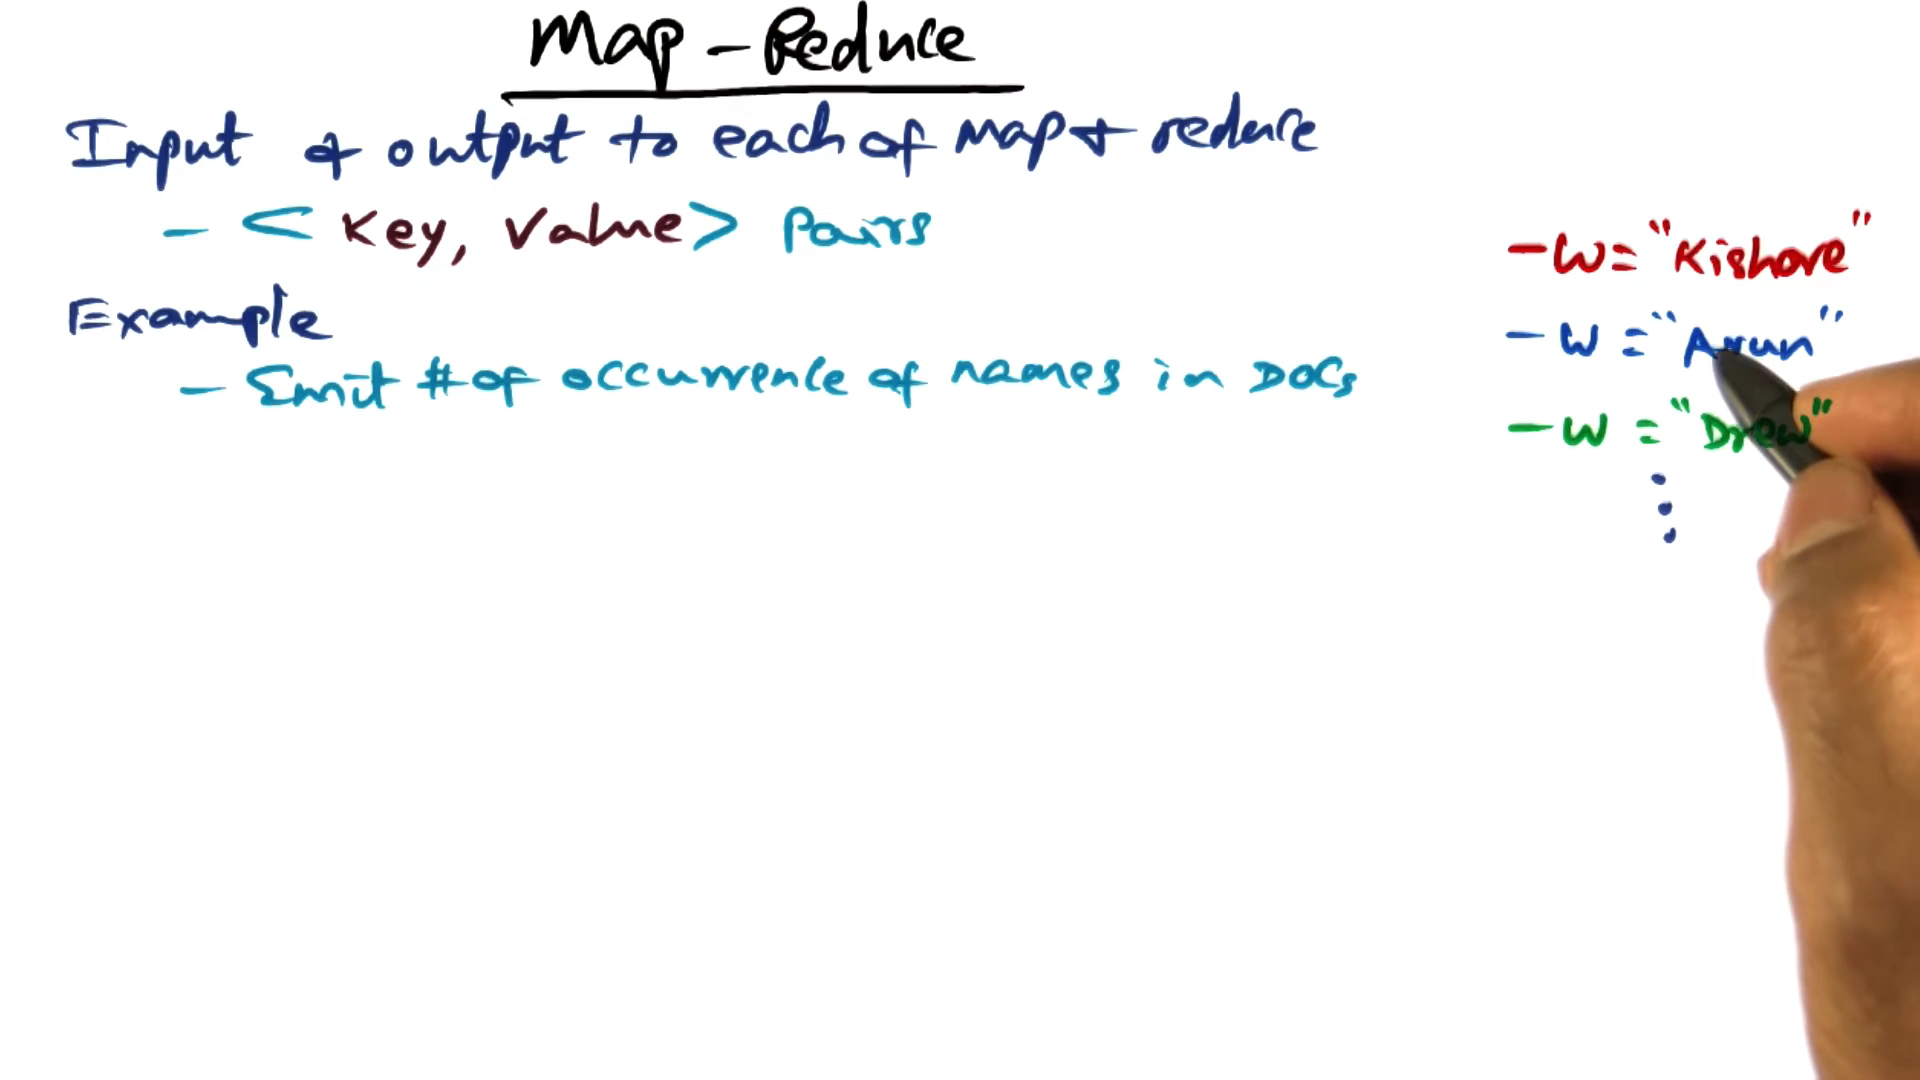 Map - Reduce
Input & output to each of map & reduce
- < Key, Value > Pairs
Example
- Emit # of occurrence of names in DOCs
- W = "Kishore"
- W = "Arun"
- W = "Drew"